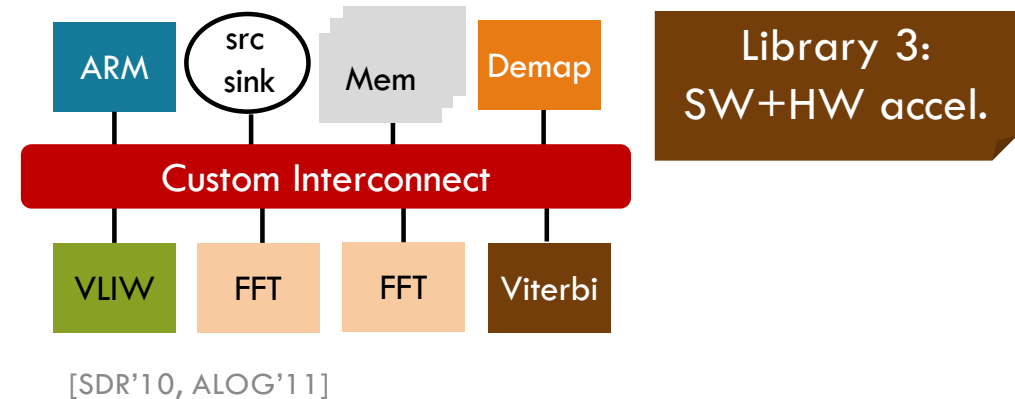 ARM
src
sink
Mem
Demap
Library 3:
SW+HW accel.
Custom Interconnect
VLIW
FFT
FFT
Viterbi
[SDR’10, ALOG’11]